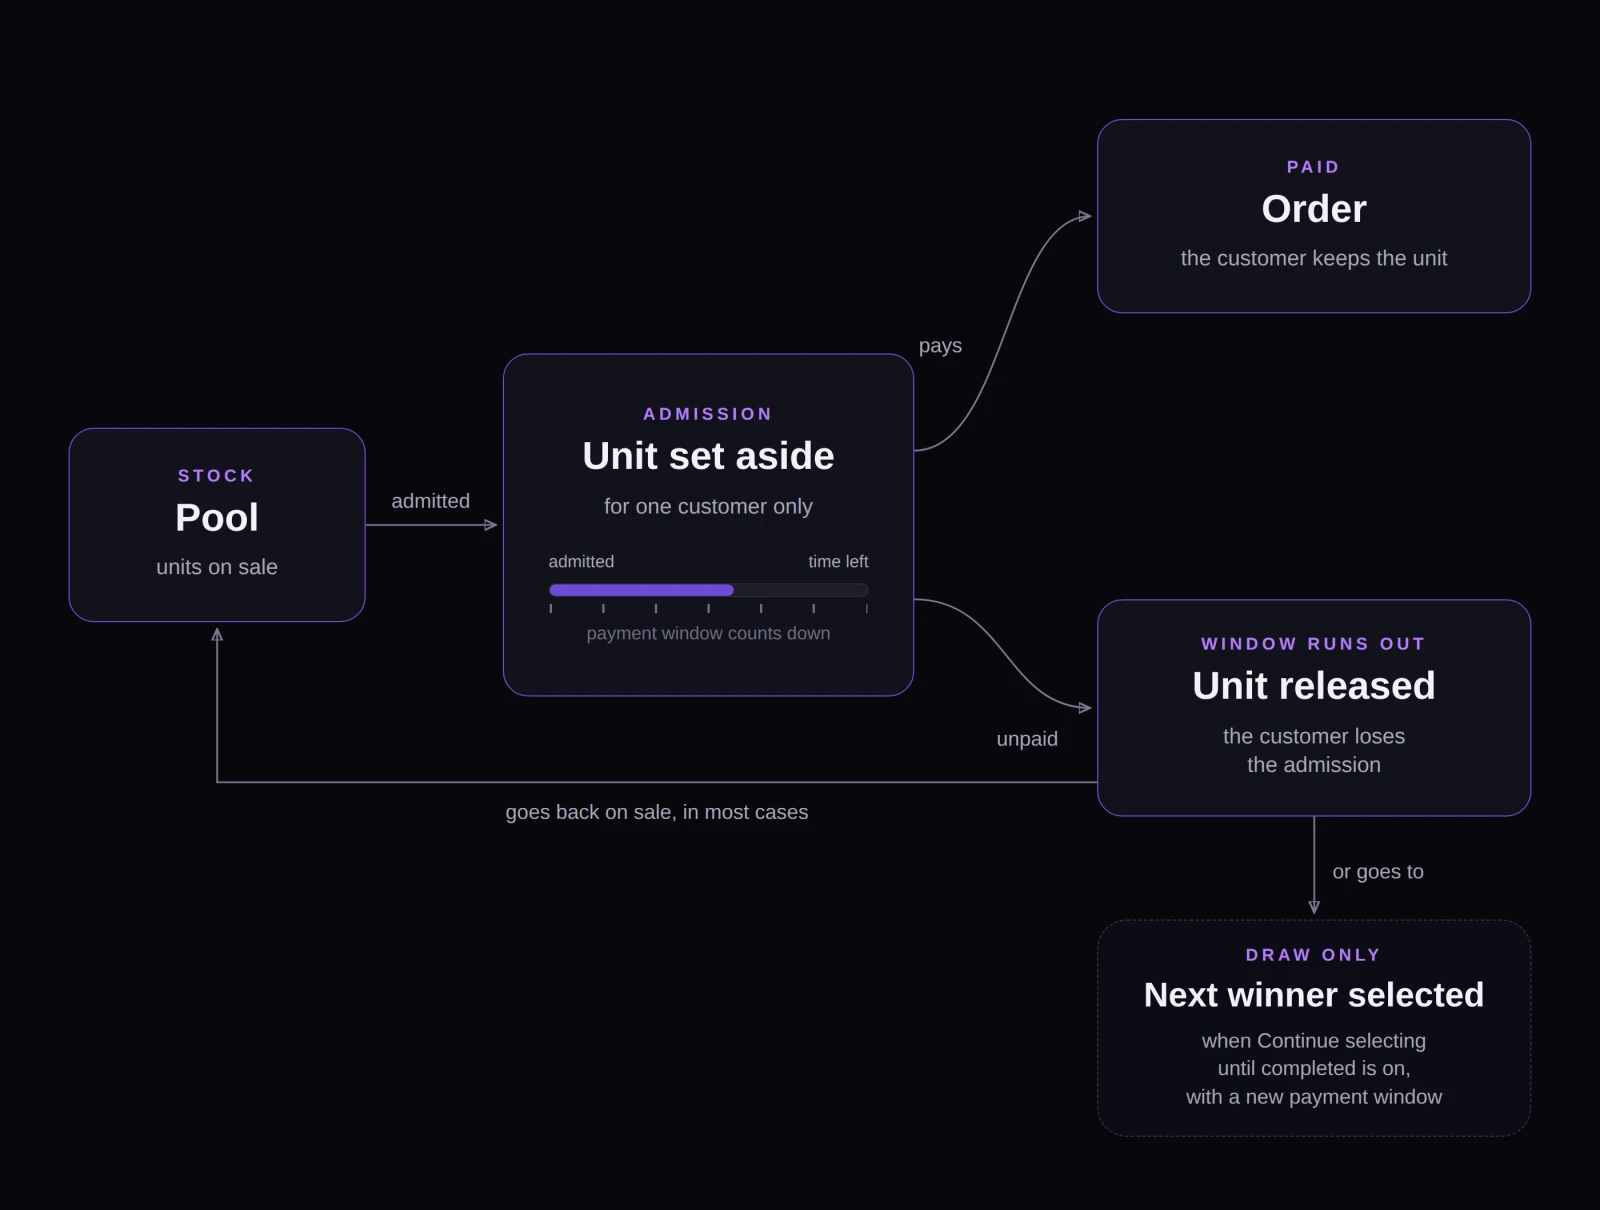 STOCK
Pool
units on sale
admitted
ADMISSION
Unit set aside
for one customer only
admitted
time left
payment window counts down
pays
PAID
Order
the customer keeps the unit
unpaid
WINDOW RUNS OUT
Unit released
the customer loses
the admission
goes back on sale, in most cases
or goes to
DRAW ONLY
Next winner selected
when Continue selecting
until completed is on,
with a new payment window